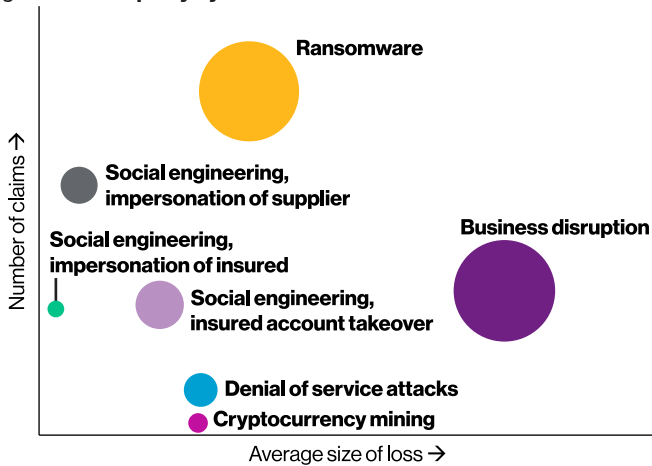 Ransomware
Social engineering,
impersonation of supplier
Business disruption
Social engineering,
impersonation of insured
Social engineering,
insured account takeover
Denial of service attacks
Cryptocurrency mining
Number of claims →
Average size of loss →